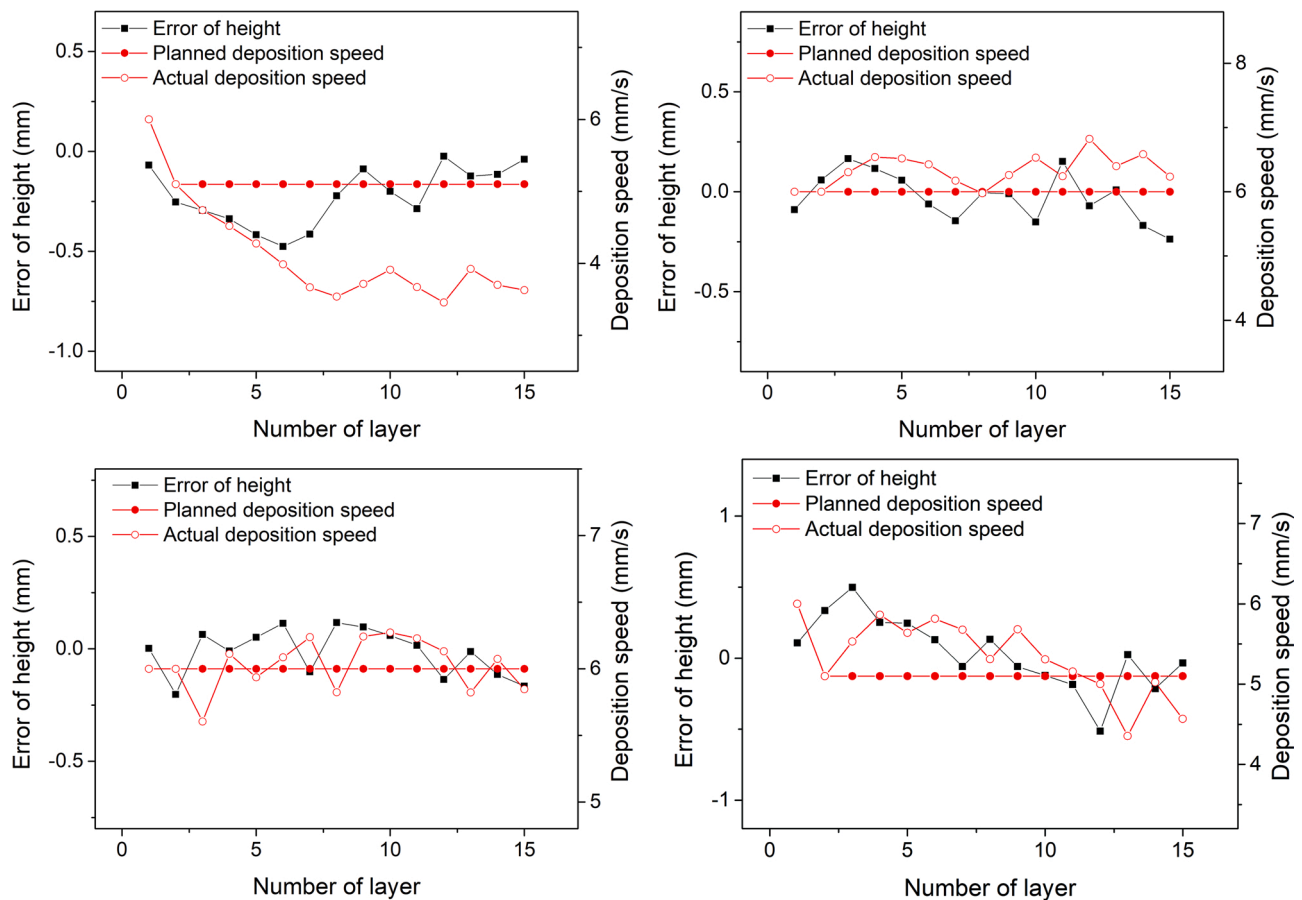 Error of height
Planned deposition speed
Actual deposition speed
0.5
0.0
-0.5
-1.0
6
4
0
5
10
15
Error of height (mm)
Deposition speed (mm/s)
Number of layer
Error of height
Planned deposition speed
Actual deposition speed
0.5
0.0
-0.5
8
6
4
0
5
10
15
Error of height (mm)
Deposition speed (mm/s)
Number of layer
Error of height
Planned deposition speed
Actual deposition speed
0.5
0.0
-0.5
7
6
5
0
5
10
15
Error of height (mm)
Deposition speed (mm/s)
Number of layer
Error of height
Planned deposition speed
Actual deposition speed
1
0
-1
7
6
5
4
0
5
10
15
Error of height (mm)
Deposition speed (mm/s)
Number of layer